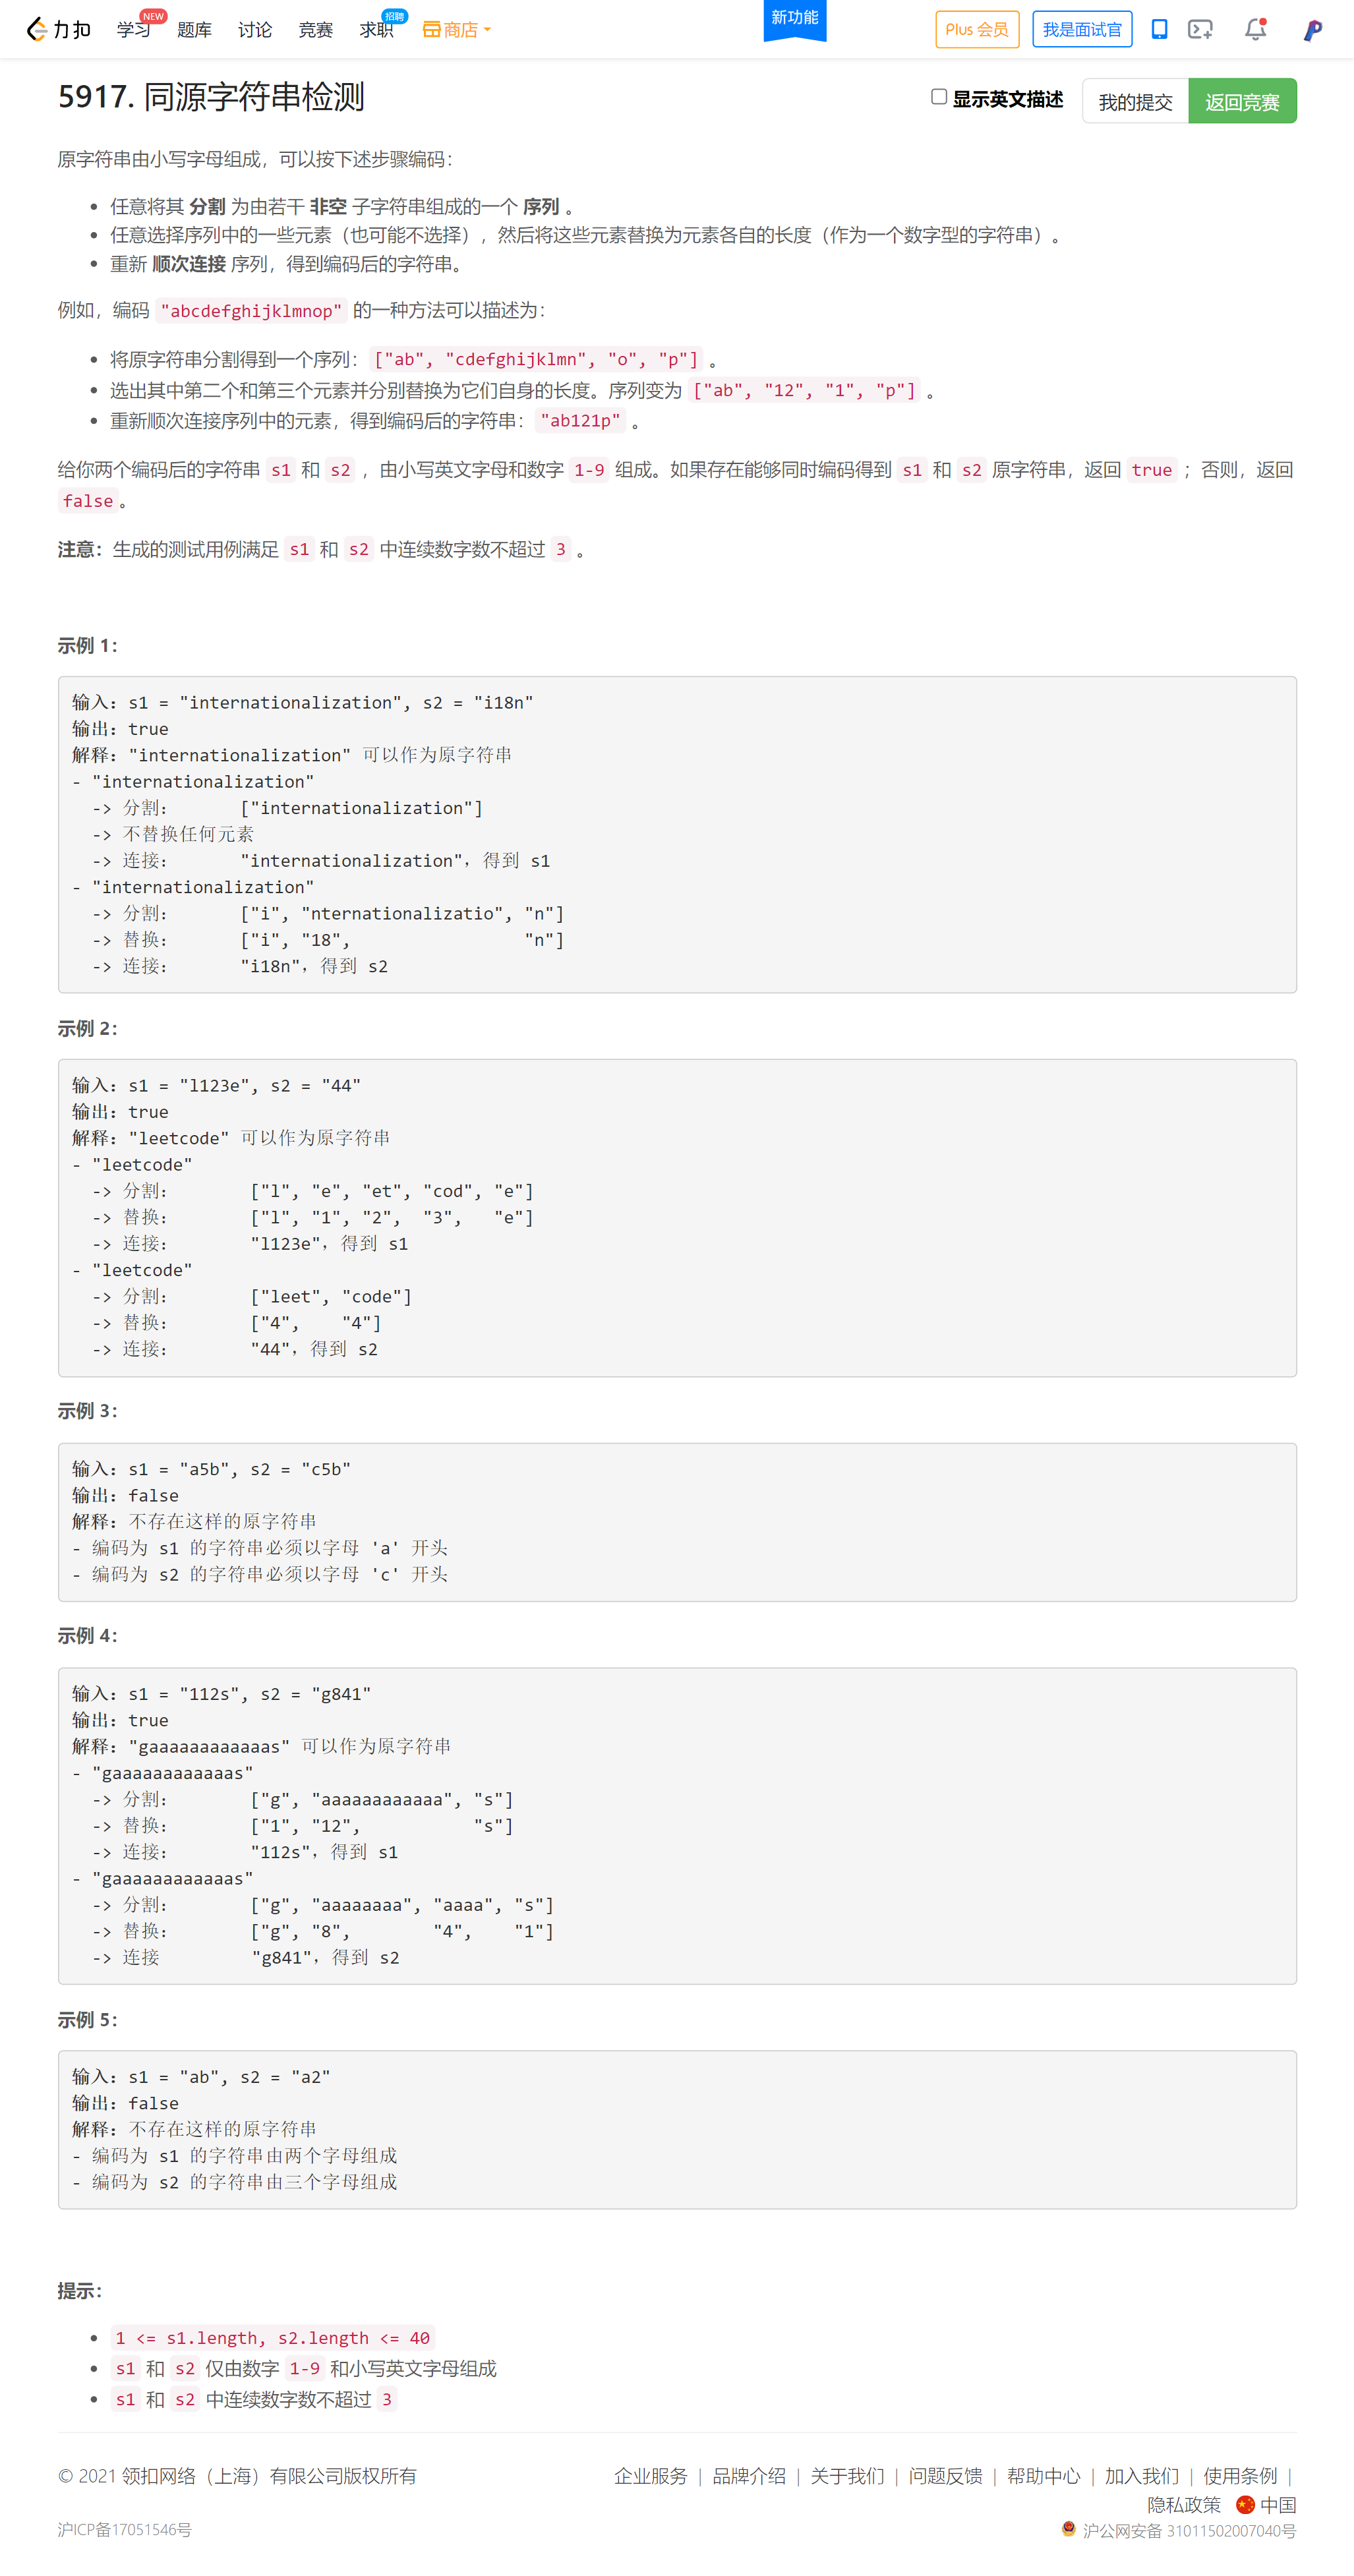 力扣 学习 NEW 题库 讨论 竞赛 求职 招聘 商店 新功能 Plus 会员 我是面试官
5917. 同源字符串检测 显示英文描述 我的提交 返回竞赛
原字符串由小写字母组成，可以按下述步骤编码：
• 任意将其 分割 为由若干 非空 子字符串组成的一个 序列 。
• 任意选择序列中的一些元素（也可能不选择），然后将这些元素替换为元素各自的长度（作为一个数字型的字符串）。
• 重新 顺次连接 序列，得到编码后的字符串。
例如，编码 "abcdefghijklmnop" 的一种方法可以描述为：
• 将原字符串分割得到一个序列：["ab", "cdefghijklmn", "o", "p"] 。
• 选出其中第二个和第三个元素并分别替换为它们自身的长度。序列变为 ["ab", "12", "1", "p"] 。
• 重新顺次连接序列中的元素，得到编码后的字符串："ab121p" 。
给你两个编码后的字符串 s1 和 s2 ，由小写英文字母和数字 1-9 组成。如果存在能够同时编码得到 s1 和 s2 原字符串，返回 true ；否则，返回
false。
注意：生成的测试用例满足 s1 和 s2 中连续数字数不超过 3 。
示例 1：
输入：s1 = "internationalization", s2 = "i18n"
输出：true
解释："internationalization" 可以作为原字符串
- "internationalization"
  -> 分割：      ["internationalization"]
  -> 不替换任何元素
  -> 连接：      "internationalization"，得到 s1
- "internationalization"
  -> 分割：      ["i", "nternationalizatio", "n"]
  -> 替换：      ["i", "18",                 "n"]
  -> 连接：      "i18n"，得到 s2
示例 2：
输入：s1 = "l123e", s2 = "44"
输出：true
解释："leetcode" 可以作为原字符串
- "leetcode"
  -> 分割：       ["l", "e", "et", "cod", "e"]
  -> 替换：       ["l", "1", "2",  "3",   "e"]
  -> 连接：       "l123e"，得到 s1
- "leetcode"
  -> 分割：       ["leet", "code"]
  -> 替换：       ["4",    "4"]
  -> 连接：       "44"，得到 s2
示例 3：
输入：s1 = "a5b", s2 = "c5b"
输出：false
解释：不存在这样的原字符串
- 编码为 s1 的字符串必须以字母 'a' 开头
- 编码为 s2 的字符串必须以字母 'c' 开头
示例 4：
输入：s1 = "112s", s2 = "g841"
输出：true
解释："gaaaaaaaaaaaas" 可以作为原字符串
- "gaaaaaaaaaaaas"
  -> 分割：       ["g", "aaaaaaaaaaaa", "s"]
  -> 替换：       ["1", "12",           "s"]
  -> 连接：       "112s"，得到 s1
- "gaaaaaaaaaaaas"
  -> 分割：       ["g", "aaaaaaaa", "aaaa", "s"]
  -> 替换：       ["g", "8",        "4",    "1"]
  -> 连接         "g841"，得到 s2
示例 5：
输入：s1 = "ab", s2 = "a2"
输出：false
解释：不存在这样的原字符串
- 编码为 s1 的字符串由两个字母组成
- 编码为 s2 的字符串由三个字母组成
提示：
• 1 <= s1.length, s2.length <= 40
• s1 和 s2 仅由数字 1-9 和小写英文字母组成
• s1 和 s2 中连续数字数不超过 3
© 2021 领扣网络（上海）有限公司版权所有 企业服务 | 品牌介绍 | 关于我们 | 问题反馈 | 帮助中心 | 加入我们 | 使用条例 |
隐私政策 中国
沪ICP备17051546号 沪公网安备 31011502007040号